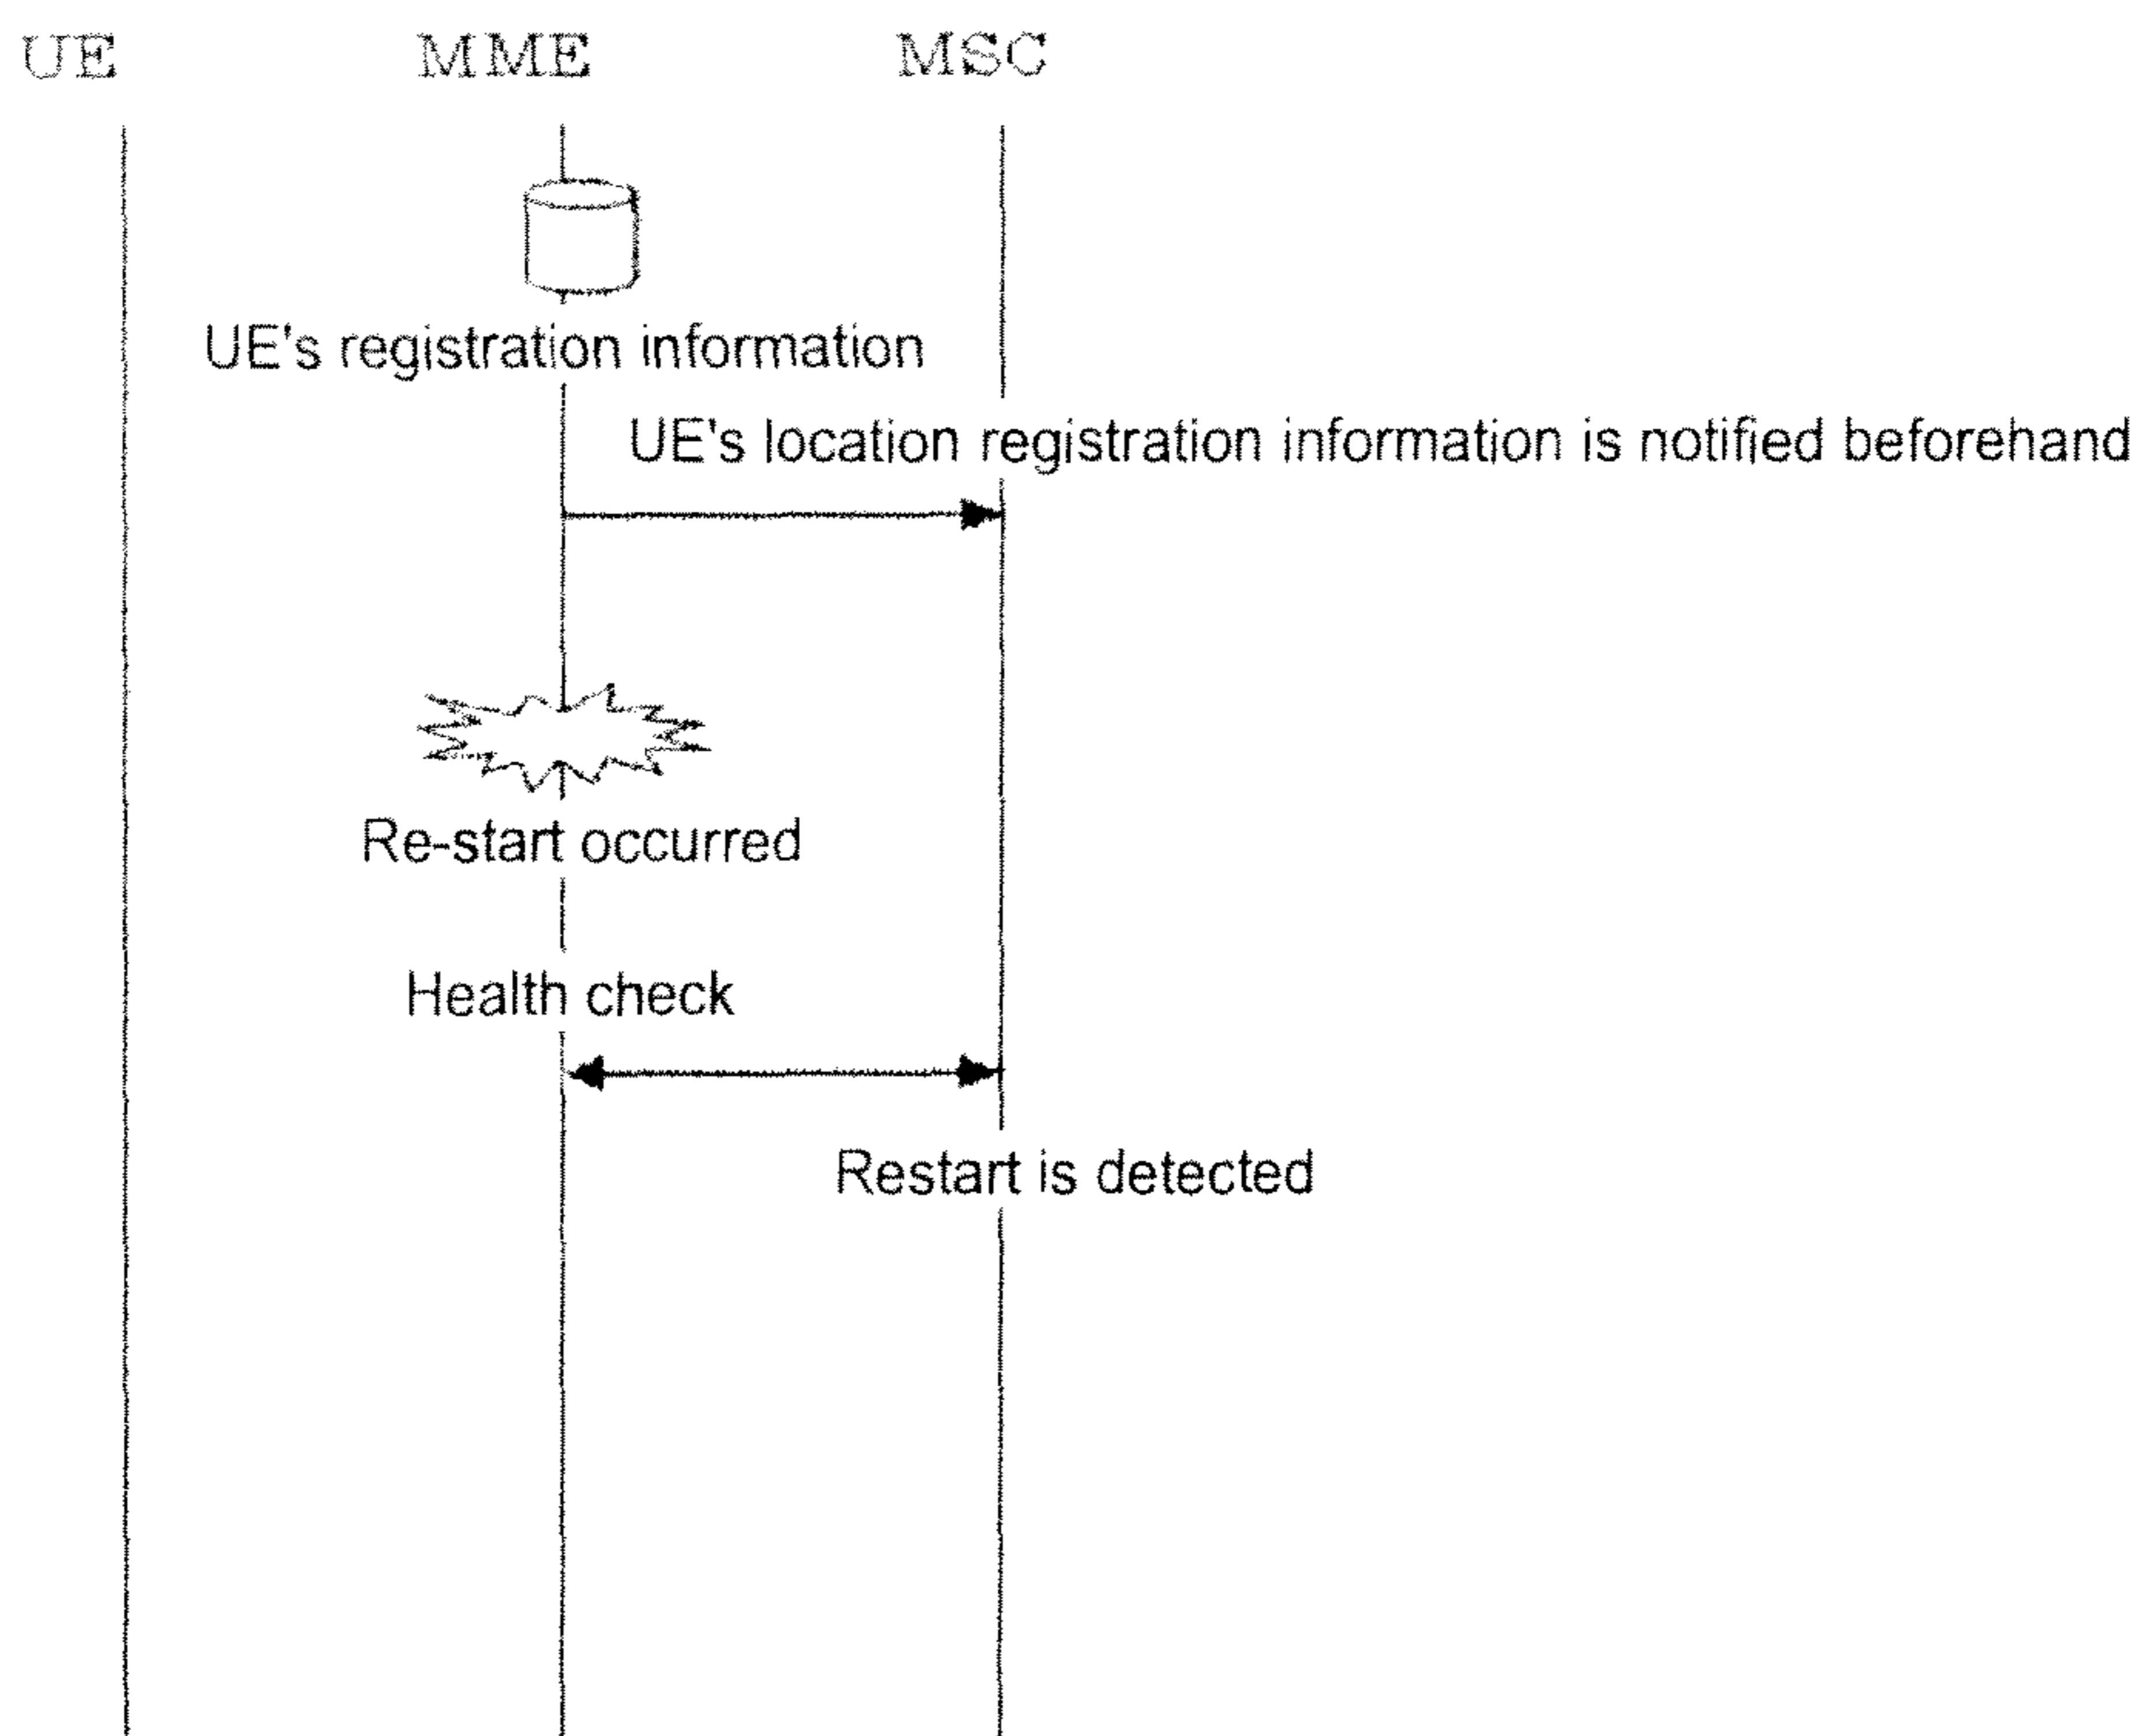 UE MME MSC
UE's registration information
UE's location registration information is notified beforehand
Re-start occurred
Health check
Restart is detected